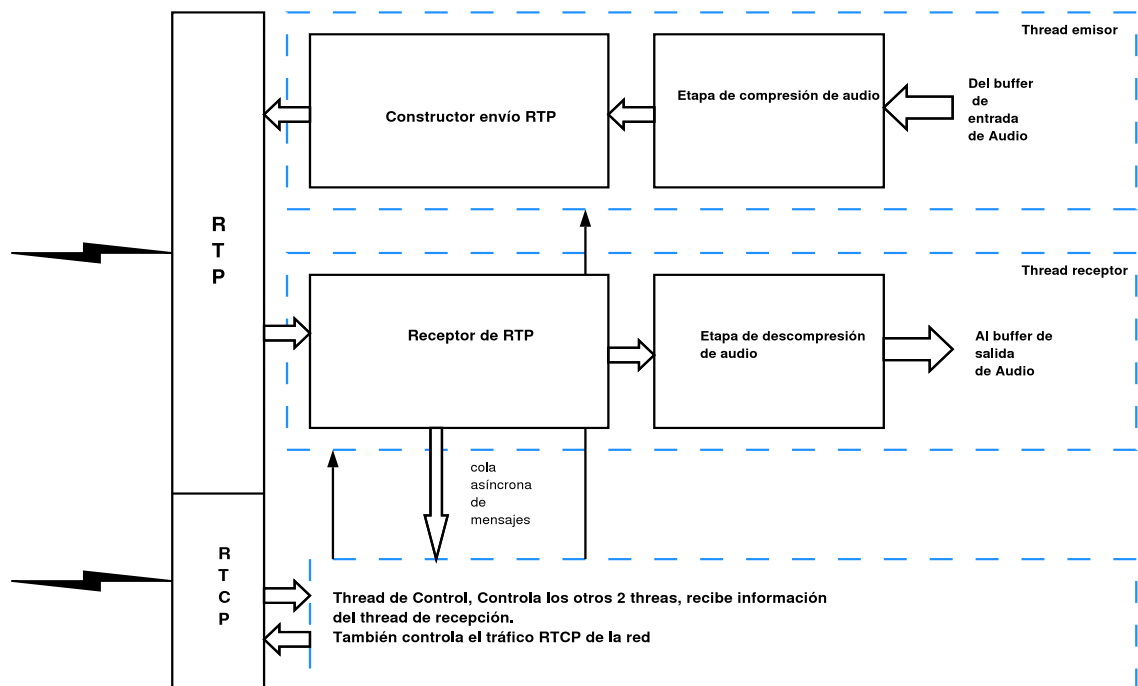 Thread emisor
Constructor envío RTP
Etapa de compresión de audio
Del buffer
de
entrada
de Audio
R
T
P
Thread receptor
Receptor de RTP
Etapa de descompresión
de audio
Al buffer de
salida
de Audio
cola
asíncrona
de
mensajes
R
T
C
P
Thread de Control, Controla los otros 2 threas, recibe información
del thread de recepción.
También controla el tráfico RTCP de la red